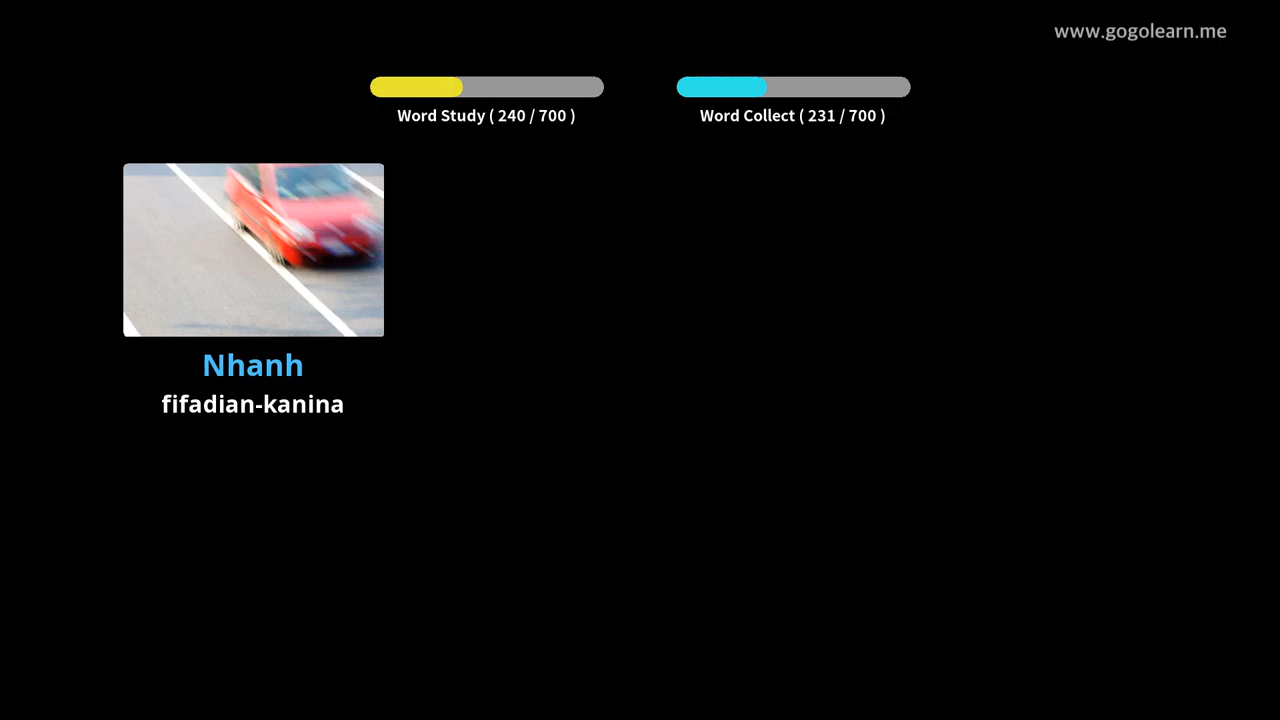 www.gogolearn.me
Word Study ( 240 / 700 )
Word Collect ( 231 / 700 )
Nhanh
fifadian-kanina